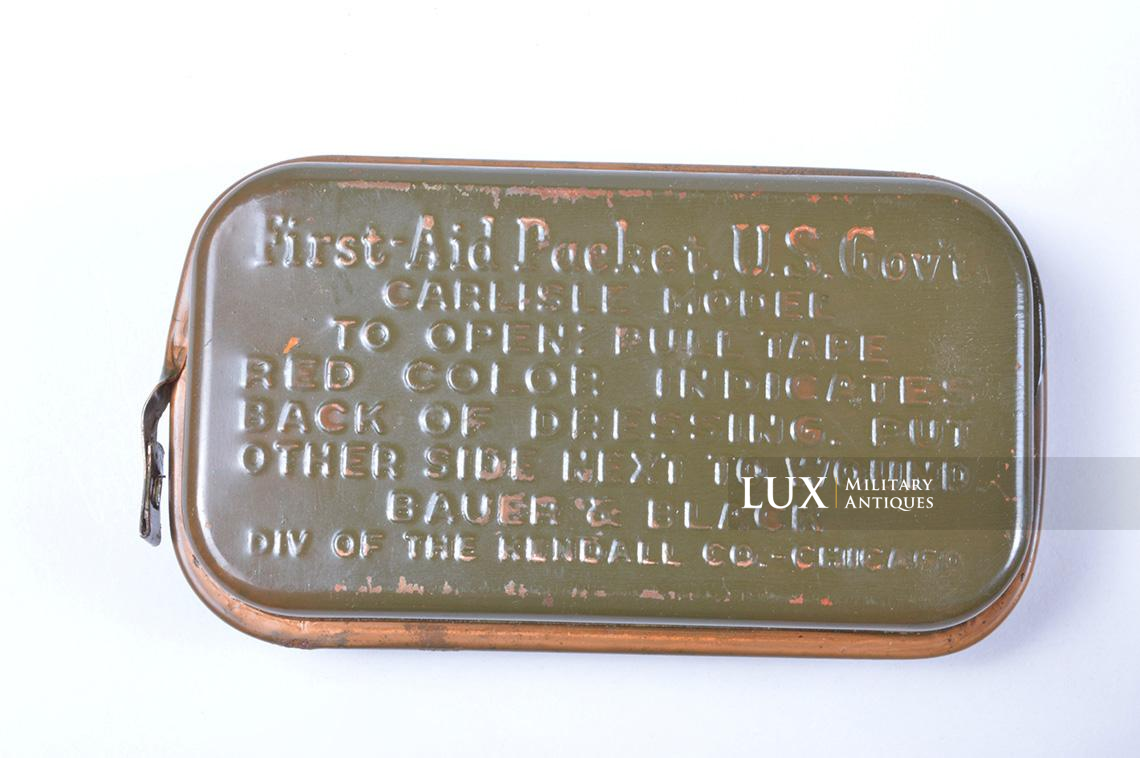 First-Aid Packet, U.S. Gov't
CARLISLE MODEL
TO OPEN: PULL TAPE
RED COLOR INDICATES
BACK OF DRESSING. PUT
OTHER SIDE NEXT TO WOUND.
BAUER & BLACK
DIV OF THE KENDALL CO.-CHICAGO
LUX MILITARY ANTIQUES